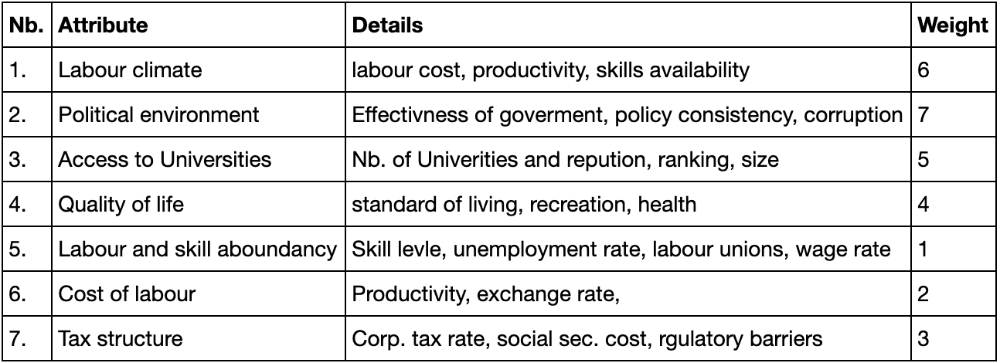 Nb. Attribute Details Weight
1. Labour climate labour cost, productivity, skills availability 6
2. Political environment Effectivness of goverment, policy consistency, corruption 7
3. Access to Universities Nb. of Univerities and repution, ranking, size 5
4. Quality of life standard of living, recreation, health 4
5. Labour and skill aboundancy Skill levle, unemployment rate, labour unions, wage rate 1
6. Cost of labour Productivity, exchange rate, 2
7. Tax structure Corp. tax rate, social sec. cost, rgulatory barriers 3